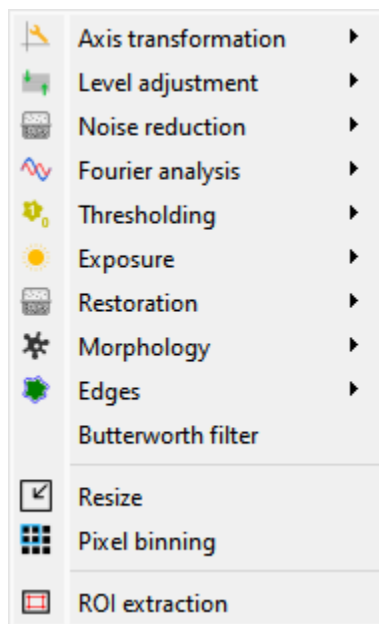 Axis transformation
Level adjustment
Noise reduction
Fourier analysis
Thresholding
Exposure
Restoration
Morphology
Edges
Butterworth filter
Resize
Pixel binning
ROI extraction